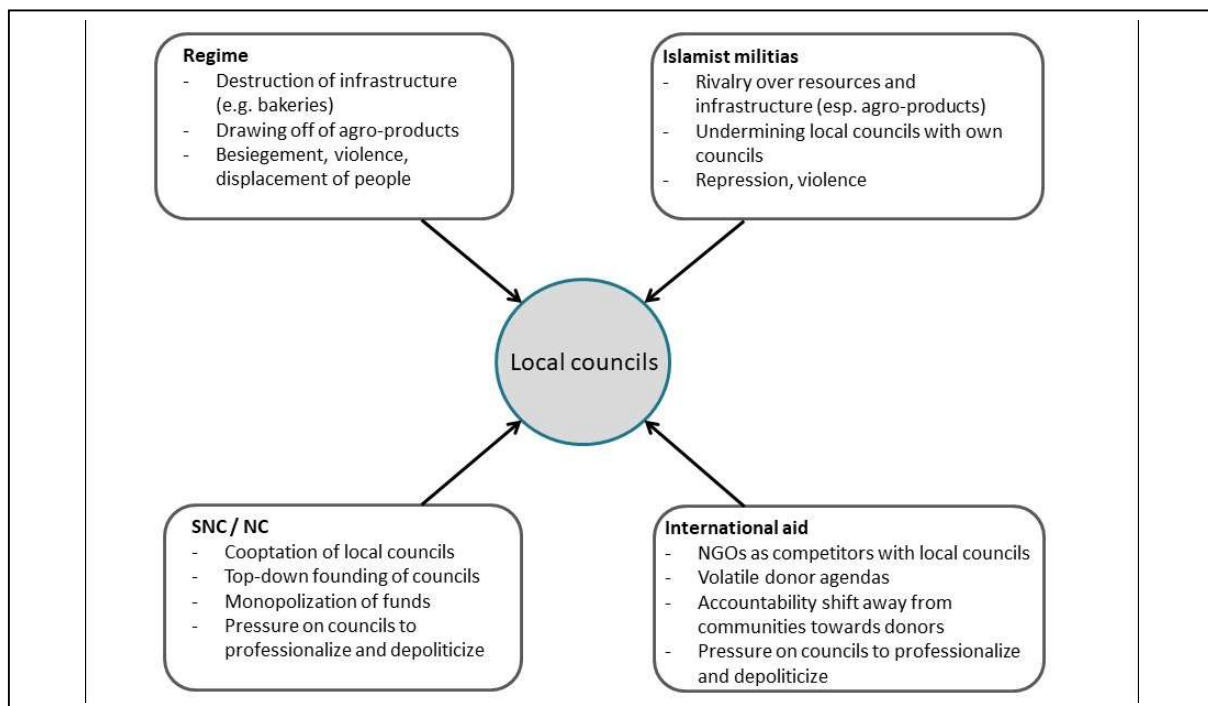 Regime
- Destruction of infrastructure
(e.g. bakeries)
- Drawing off of agro-products
- Besiegement, violence,
displacement of people
Islamist militias
- Rivalry over resources and
infrastructure (esp. agro-products)
- Undermining local councils with own
councils
- Repression, violence
Local councils
SNC / NC
- Cooptation of local councils
- Top-down founding of councils
- Monopolization of funds
- Pressure on councils to
professionalize and depoliticize
International aid
- NGOs as competitors with local councils
- Volatile donor agendas
- Accountability shift away from
communities towards donors
- Pressure on councils to professionalize
and depoliticize